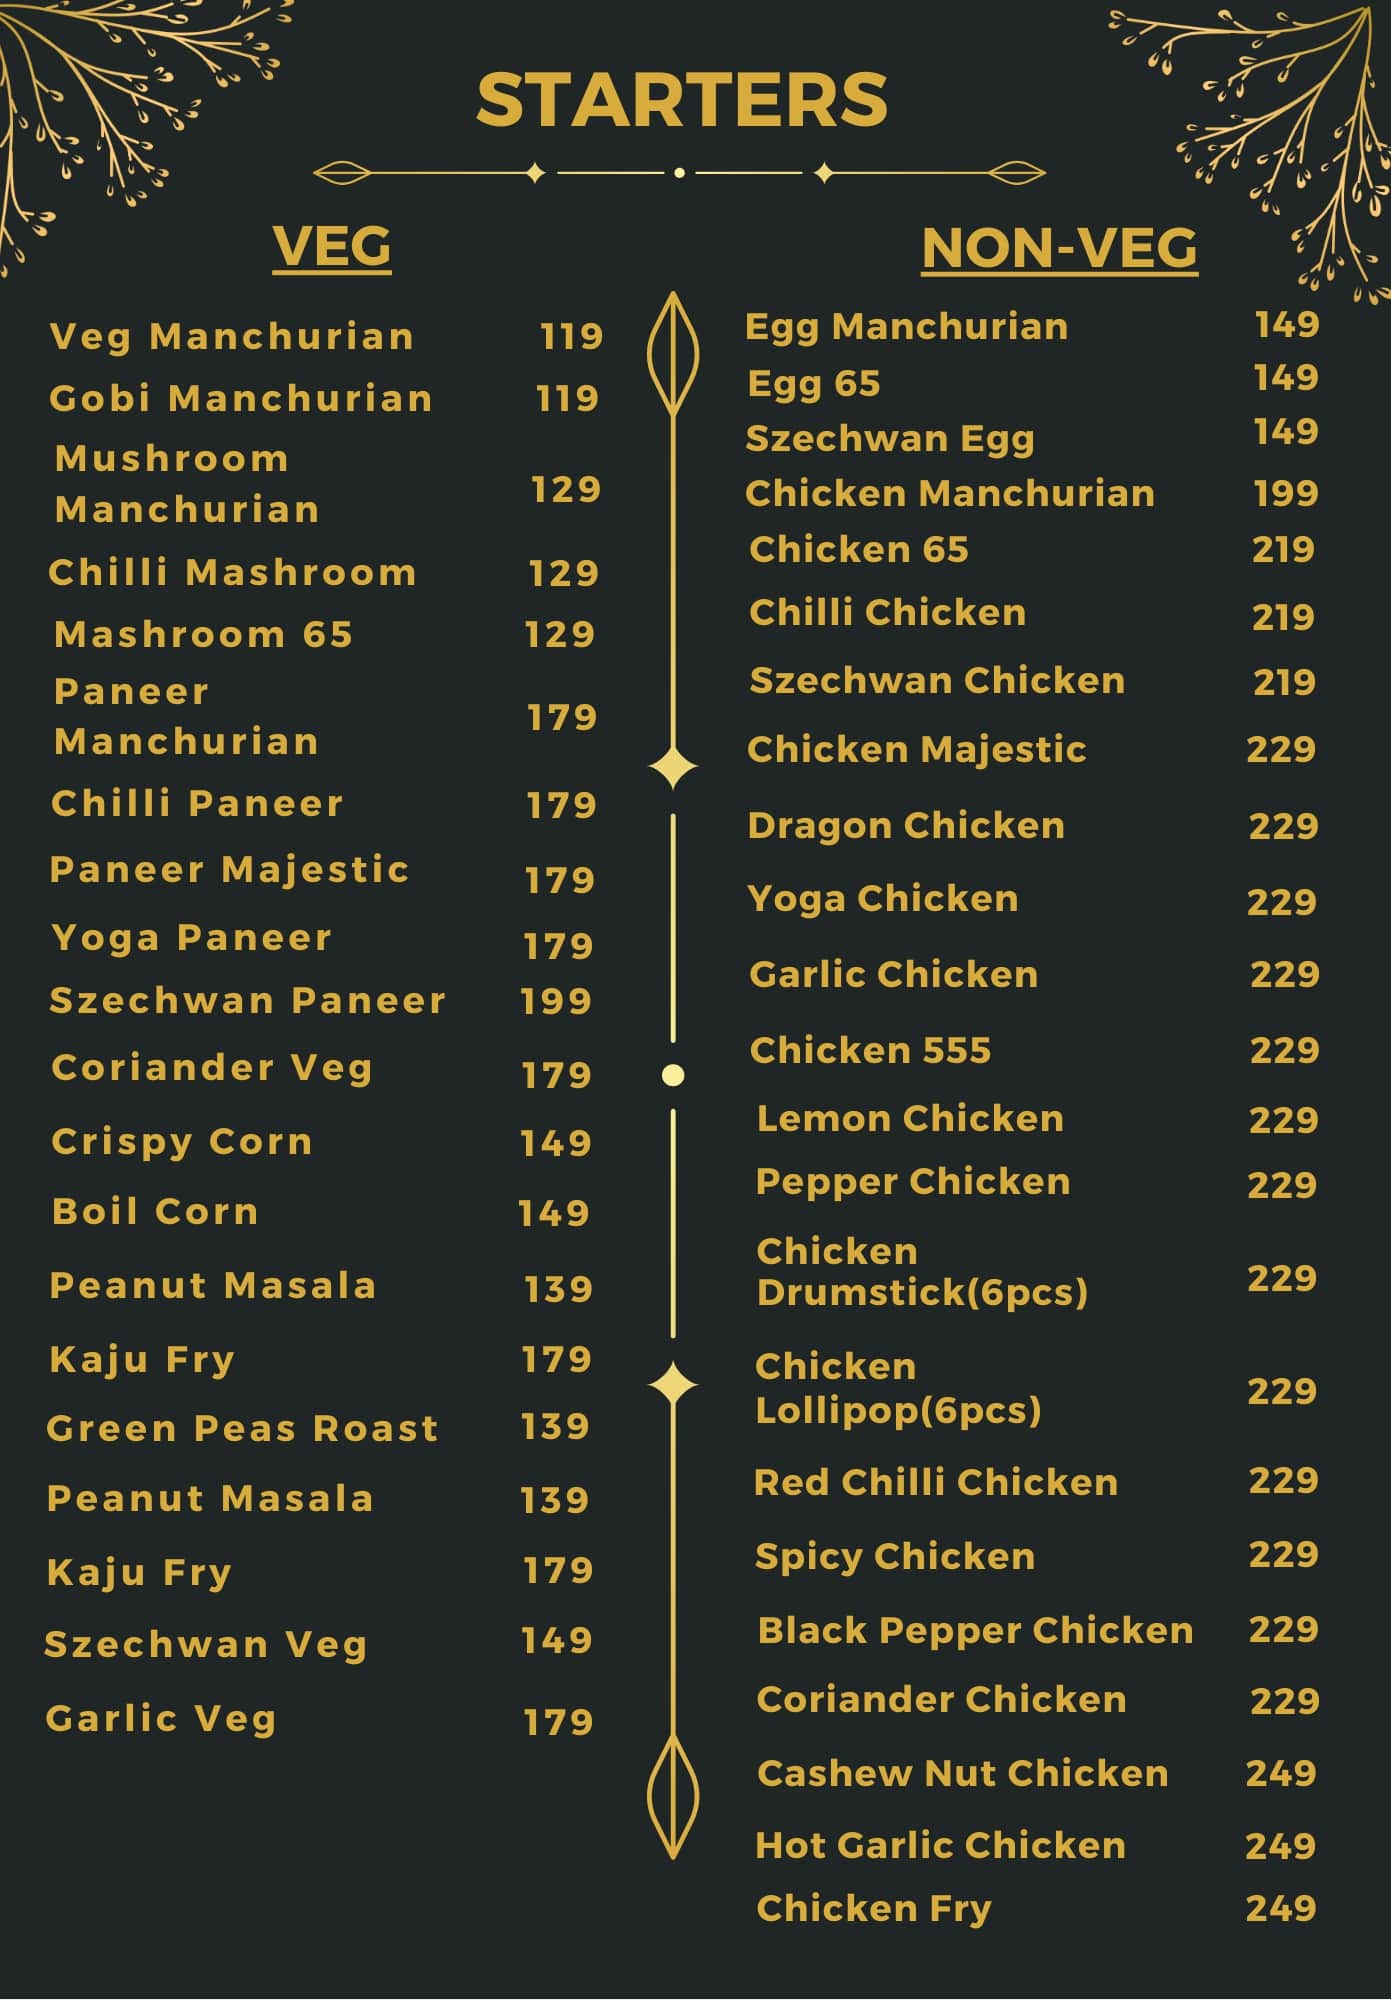 STARTERS
VEG
Veg Manchurian 119
Gobi Manchurian 119
Mushroom
Manchurian 129
Chilli Mashroom 129
Mashroom 65 129
Paneer
Manchurian 179
Chilli Paneer 179
Paneer Majestic 179
Yoga Paneer 179
Szechwan Paneer 199
Coriander Veg 179
Crispy Corn 149
Boil Corn 149
Peanut Masala 139
Kaju Fry 179
Green Peas Roast 139
Peanut Masala 139
Kaju Fry 179
Szechwan Veg 149
Garlic Veg 179
NON-VEG
Egg Manchurian 149
Egg 65 149
Szechwan Egg 149
Chicken Manchurian 199
Chicken 65 219
Chilli Chicken 219
Szechwan Chicken 219
Chicken Majestic 229
Dragon Chicken 229
Yoga Chicken 229
Garlic Chicken 229
Chicken 555 229
Lemon Chicken 229
Pepper Chicken 229
Chicken
Drumstick(6pcs) 229
Chicken
Lollipop(6pcs) 229
Red Chilli Chicken 229
Spicy Chicken 229
Black Pepper Chicken 229
Coriander Chicken 229
Cashew Nut Chicken 249
Hot Garlic Chicken 249
Chicken Fry 249